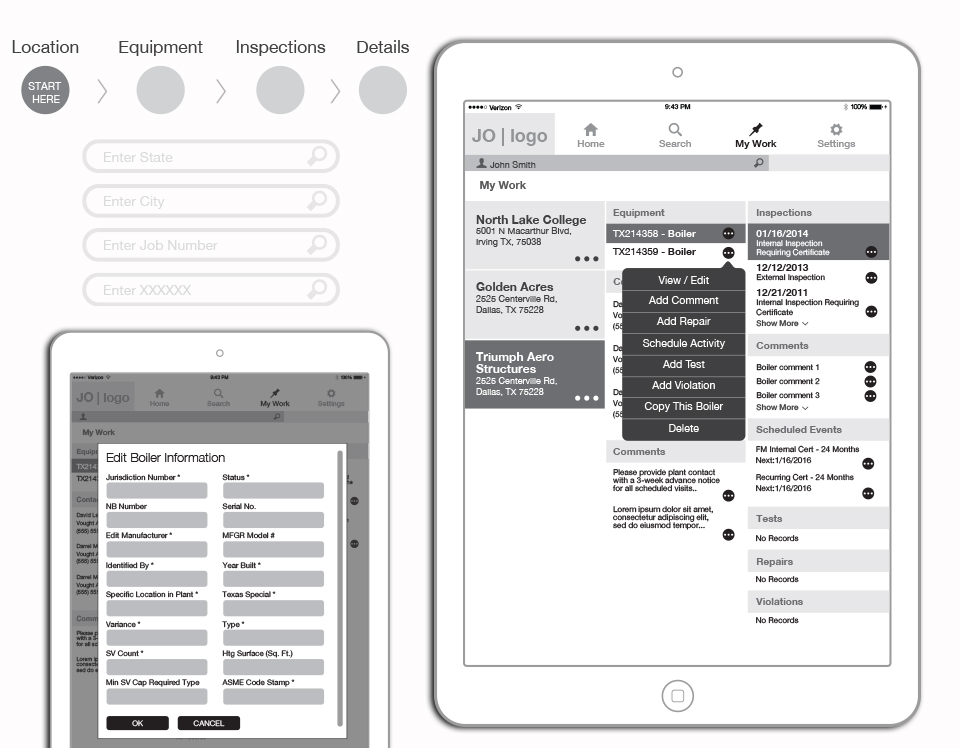 Location
Equipment
Inspections
Details
START
HERE
Enter State
Enter City
Enter Job Number
Enter XXXXXX
Verizon
9:43 PM
100%
JO | logo
Home
Search
My Work
Settings
John Smith
My Work
North Lake College
5001 N Macarthur Blvd,
Irving TX, 75038
Golden Acres
2525 Centerville Rd,
Dallas, TX 75228
Triumph Aero
Structures
2525 Centerville Rd,
Dallas, TX 75228
Equipment
TX214358 - Boiler
TX214359 - Boiler
View / Edit
Add Comment
Add Repair
Schedule Activity
Add Test
Add Violation
Copy This Boiler
Delete
Comments
Please provide plant contact
with a 3-week advance notice
for all scheduled visits..
Lorem ipsum dolor sit amet,
consectetur adipiscing elit,
sed do eiusmod tempor...
Inspections
01/16/2014
Internal Inspection
Requiring Certificate
12/12/2013
External Inspection
12/21/2011
Internal Inspection Requiring
Certificate
Show More
Comments
Boiler comment 1
Boiler comment 2
Boiler comment 3
Show More
Scheduled Events
FM Internal Cert - 24 Months
Next:1/16/2016
Recurring Cert - 24 Months
Next:1/16/2016
Tests
No Records
Repairs
No Records
Violations
No Records
Verizon
9:43 PM
100%
JO | logo
Home
Search
My Work
Settings
My Work
Edit Boiler Information
Jurisdiction Number *
Status *
NB Number
Serial No.
Edit Manufacturer *
MFGR Model #
Identified By *
Year Built *
Specific Location in Plant *
Texas Special *
Variance *
Type *
SV Count *
Htg Surface (Sq. Ft.)
Min SV Cap Required Type
ASME Code Stamp *
OK
CANCEL